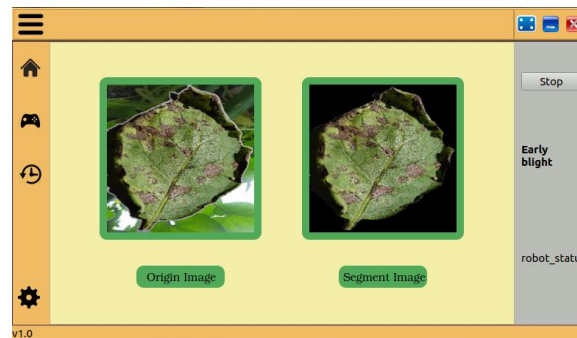 Stop
Early
blight
Origin Image
Segment Image
robot_statu
v1.0